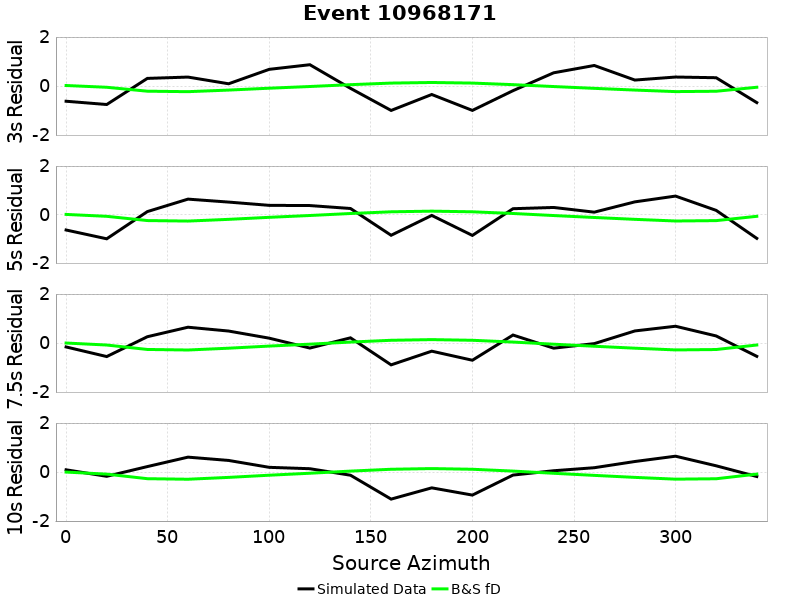 Event 10968171
3s Residual
2
0
-2
5s Residual
2
0
-2
7.5s Residual
2
0
-2
10s Residual
2
0
-2
0 50 100 150 200 250 300
Source Azimuth
Simulated Data B&S fD